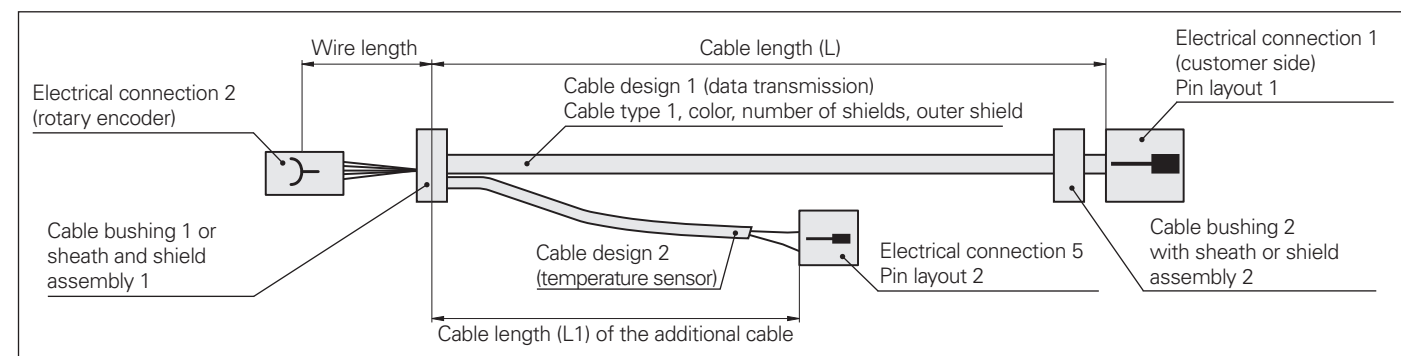 Wire length
Cable length (L)
Electrical connection 1
(customer side)
Pin layout 1
Cable design 1 (data transmission)
Cable type 1, color, number of shields, outer shield
Electrical connection 2
(rotary encoder)
Cable bushing 1 or
sheath and shield
assembly 1
Cable design 2
(temperature sensor)
Electrical connection 5
Pin layout 2
Cable bushing 2
with sheath or shield
assembly 2
Cable length (L1) of the additional cable